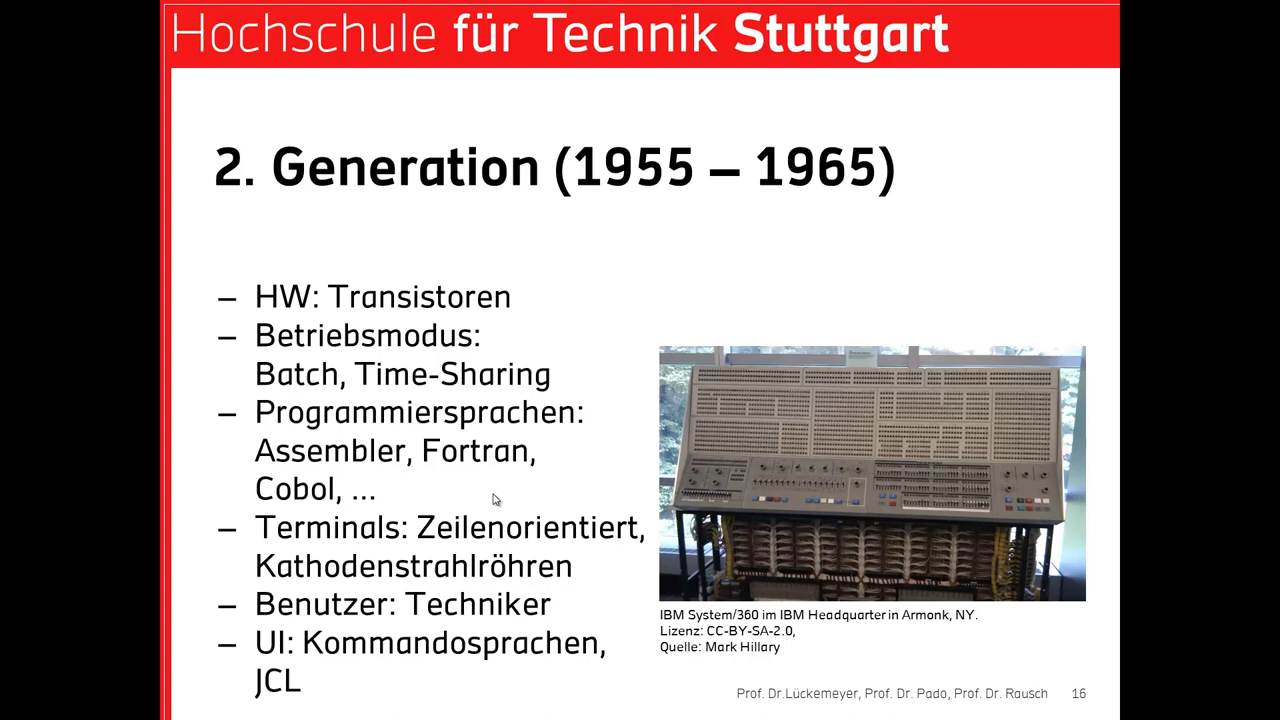 Hochschule für Technik Stuttgart
2. Generation (1955 – 1965)
– HW: Transistoren
– Betriebsmodus:
Batch, Time-Sharing
– Programmiersprachen:
Assembler, Fortran,
Cobol, ...
– Terminals: Zeilenorientiert,
Kathodenstrahlröhren
– Benutzer: Techniker
– UI: Kommandosprachen,
JCL
IBM System/360 im IBM Headquarter in Armonk, NY.
Lizenz: CC-BY-SA-2.0,
Quelle: Mark Hillary
Prof. Dr.Lückemeyer, Prof. Dr. Pado, Prof. Dr. Rausch 16